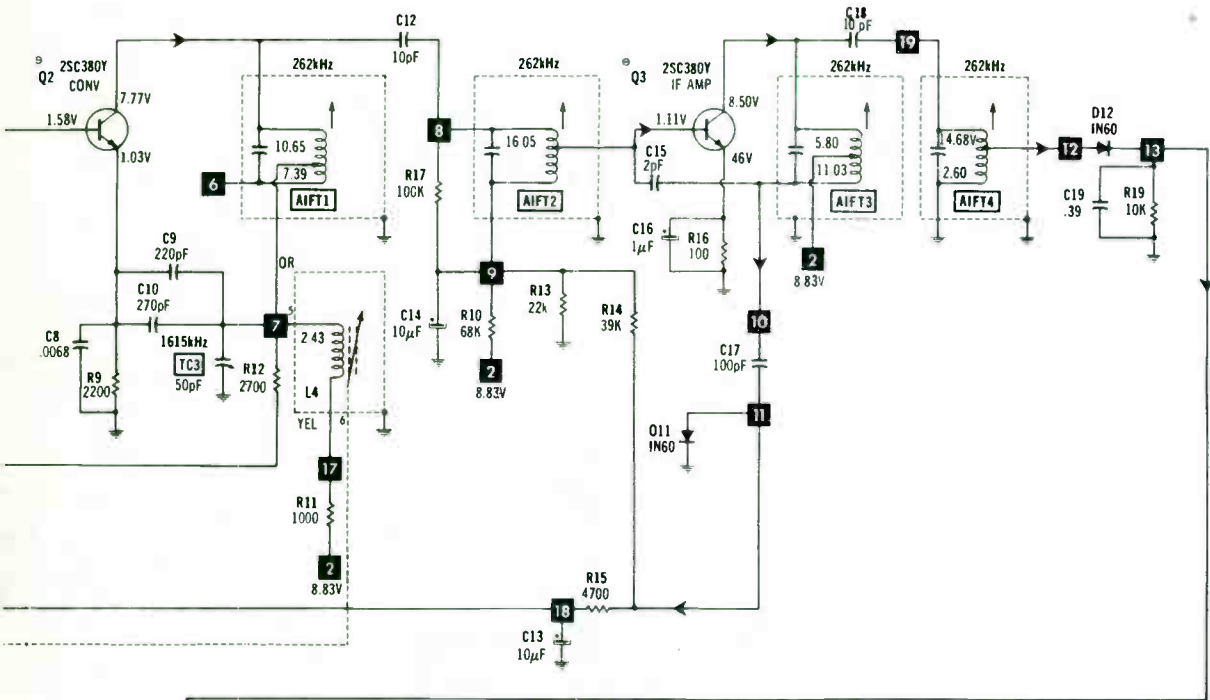 C12
10pF
C18
10 pF
19
Q2
2SC380Y
CONV
7.77V
1.58V
1.03V
262kHz
10.65
7.39
AIFT1
6
8
R17
100K
262kHz
16.05
AIFT2
Q3
2SC380Y
IF AMP
8.50V
1.11V
46V
C15
2pF
262kHz
5.80
11.03
AIFT3
262kHz
14.68V
2.60
AIFT4
12
D12
IN60
13
C19
.39
R19
10K
C16
1µF
R16
100
2
8.83V
C9
220pF
C10
270pF
C8
.0068
R9
2200
1615kHz
TC3
50pF
OR
5
7
R12
2700
2.43
L4
YEL
6
C14
10µF
9
R10
68K
2
8.83V
R13
22k
R14
39K
10
C17
100pF
11
O11
IN60
17
R11
1000
2
8.83V
R15
4700
18
C13
10µF